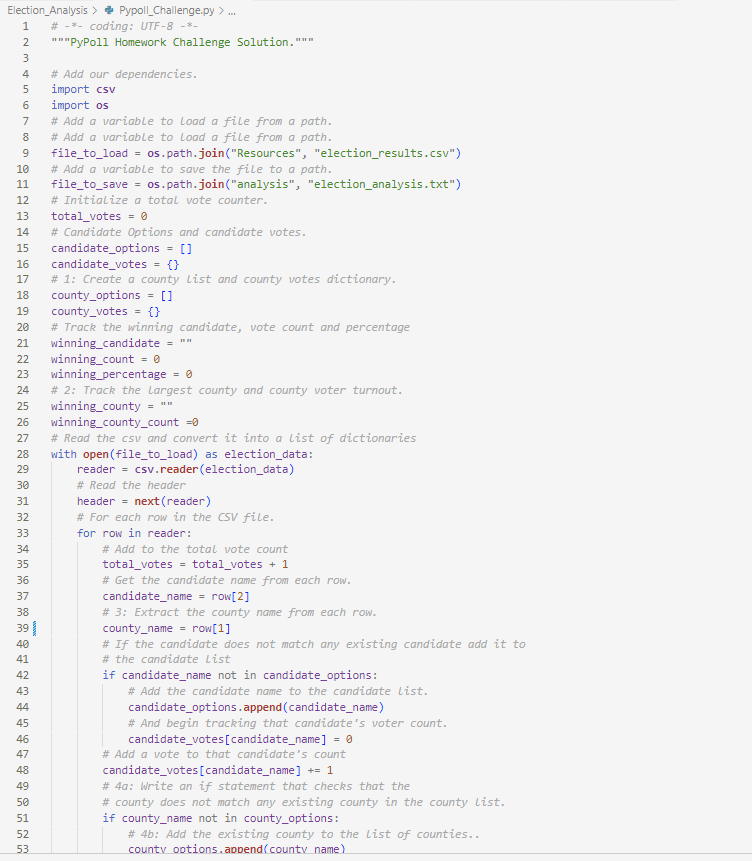 Election_Analysis > Pypoll_Challenge.py > ...
1 # -*- coding: UTF-8 -*-
2 """PyPoll Homework Challenge Solution."""
3
4 # Add our dependencies.
5 import csv
6 import os
7 # Add a variable to load a file from a path.
8 # Add a variable to load a file from a path.
9 file_to_load = os.path.join("Resources", "election_results.csv")
10 # Add a variable to save the file to a path.
11 file_to_save = os.path.join("analysis", "election_analysis.txt")
12 # Initialize a total vote counter.
13 total_votes = 0
14 # Candidate Options and candidate votes.
15 candidate_options = []
16 candidate_votes = {}
17 # 1: Create a county list and county votes dictionary.
18 county_options = []
19 county_votes = {}
20 # Track the winning candidate, vote count and percentage
21 winning_candidate = ""
22 winning_count = 0
23 winning_percentage = 0
24 # 2: Track the largest county and county voter turnout.
25 winning_county = ""
26 winning_county_count =0
27 # Read the csv and convert it into a list of dictionaries
28 with open(file_to_load) as election_data:
29     reader = csv.reader(election_data)
30     # Read the header
31     header = next(reader)
32     # For each row in the CSV file.
33     for row in reader:
34         # Add to the total vote count
35         total_votes = total_votes + 1
36         # Get the candidate name from each row.
37         candidate_name = row[2]
38         # 3: Extract the county name from each row.
39         county_name = row[1]
40         # If the candidate does not match any existing candidate add it to
41         # the candidate list
42         if candidate_name not in candidate_options:
43             # Add the candidate name to the candidate list.
44             candidate_options.append(candidate_name)
45             # And begin tracking that candidate's voter count.
46             candidate_votes[candidate_name] = 0
47         # Add a vote to that candidate's count
48         candidate_votes[candidate_name] += 1
49         # 4a: Write an if statement that checks that the
50         # county does not match any existing county in the county list.
51         if county_name not in county_options:
52             # 4b: Add the existing county to the list of counties..
53             county_options.append(county_name)